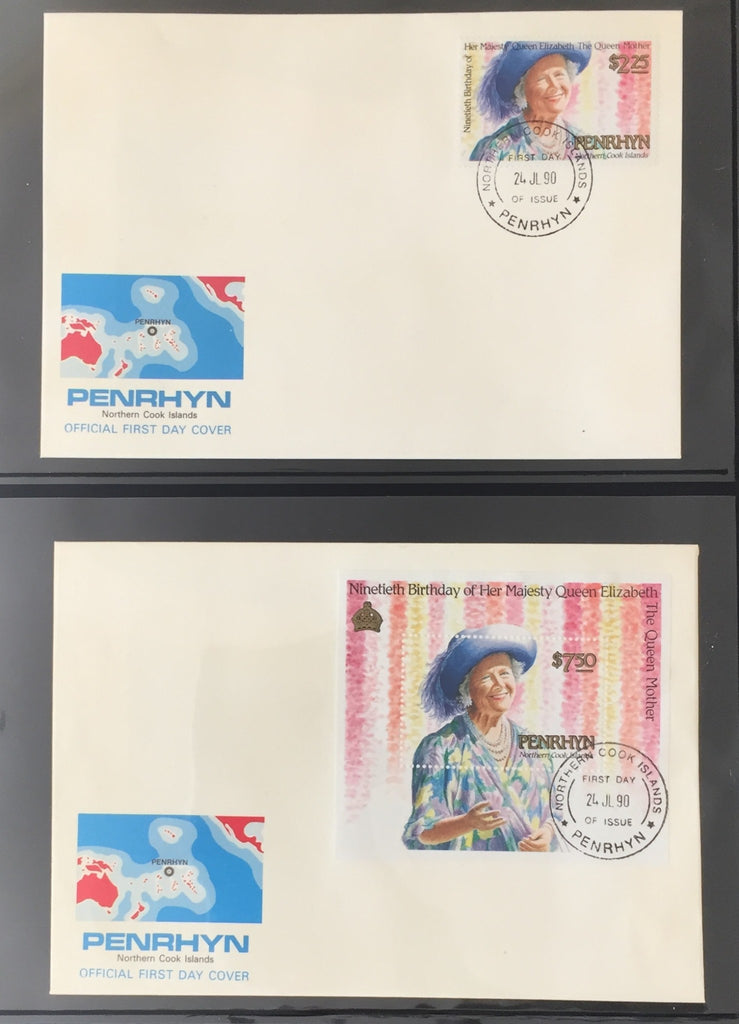 Ninetieth Birthday of
Her Majesty Queen Elizabeth The Queen Mother
$2.25
PENRHYN
Northern Cook Islands
NORTHERN COOK ISLANDS
FIRST DAY
24 JL 90
OF ISSUE
★ PENRHYN ★
PENRHYN
PENRHYN
Northern Cook Islands
OFFICIAL FIRST DAY COVER
Ninetieth Birthday of Her Majesty Queen Elizabeth
The Queen Mother
$7.50
PENRHYN
Northern Cook Islands
NORTHERN COOK ISLANDS
FIRST DAY
24 JL 90
OF ISSUE
★ PENRHYN ★
PENRHYN
PENRHYN
Northern Cook Islands
OFFICIAL FIRST DAY COVER